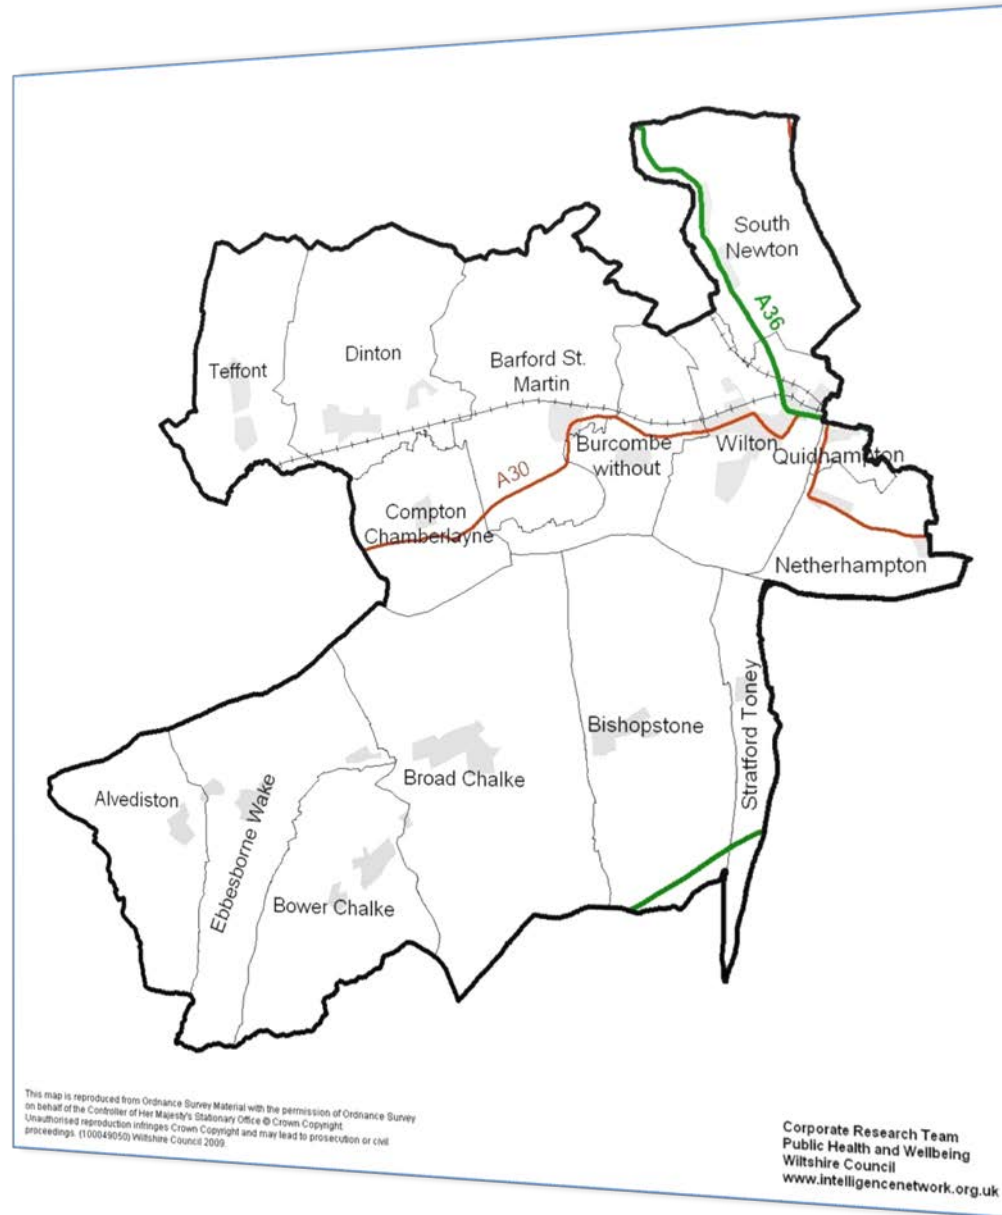 South
Newton
A36
Dinton
Teffont
Barford St.
Martin
Burcombe
without
Wilton
Quidhampton
A30
Compton
Chamberlayne
Netherhampton
Stratford Toney
Bishopstone
Broad Chalke
Alvediston
Ebbesborne Wake
Bower Chalke
This map is reproduced from Ordnance Survey Material with the permission of Ordnance Survey
on behalf of the Controller of Her Majesty's Stationary Office © Crown Copyright.
Unauthorised reproduction infringes Crown Copyright and may lead to prosecution or civil
proceedings. (100049050) Wiltshire Council 2009.
Corporate Research Team
Public Health and Wellbeing
Wiltshire Council
www.intelligencenetwork.org.uk